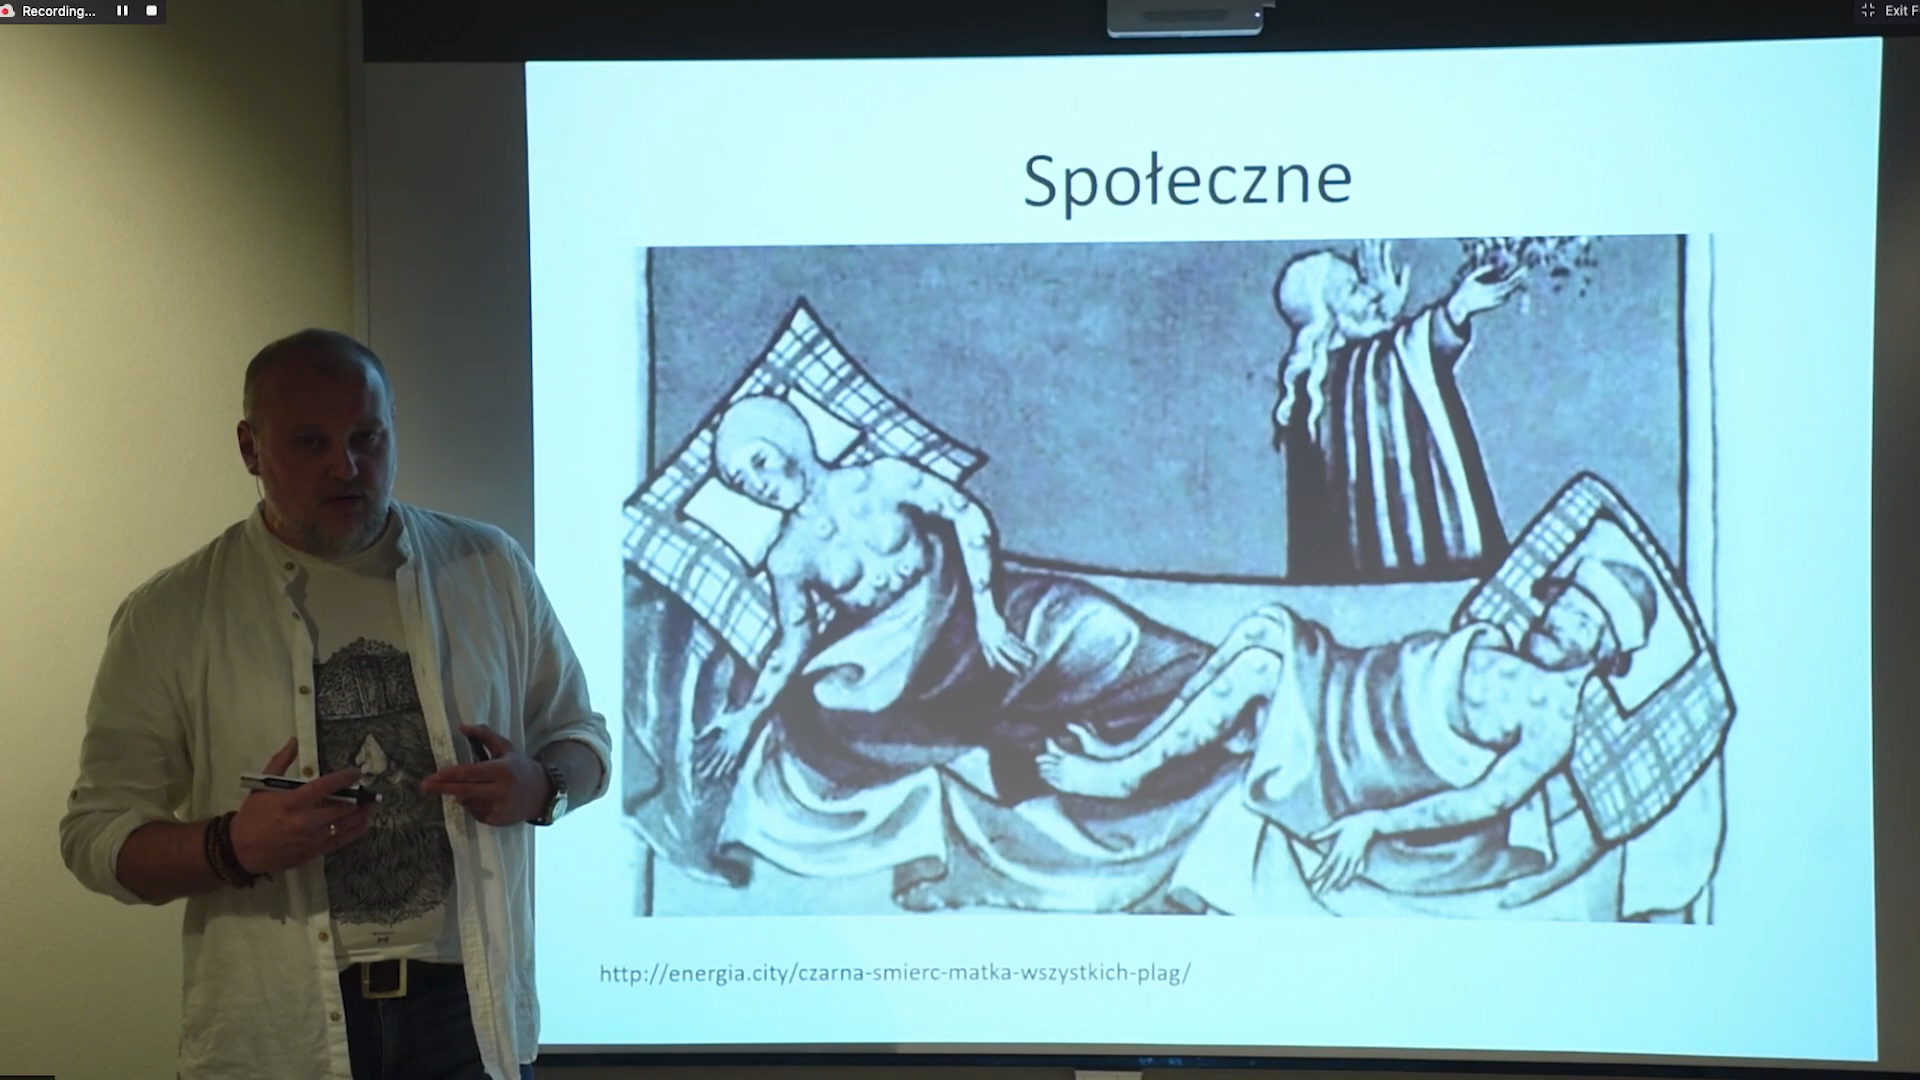 Recording...
Exit F
Społeczne
http://energia.city/czarna-smierc-matka-wszystkich-plag/